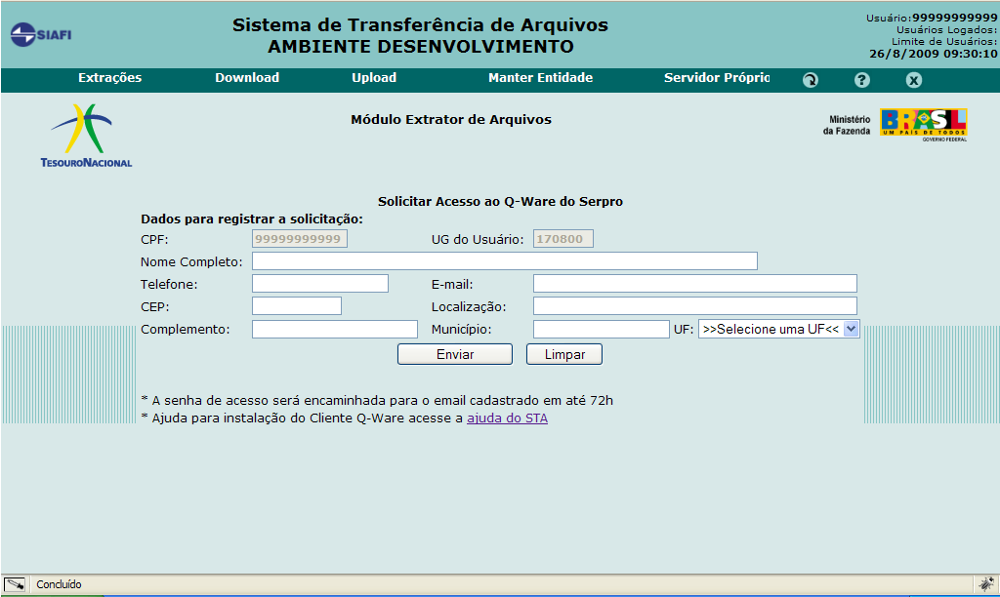 SIAFI
Sistema de Transferência de Arquivos
AMBIENTE DESENVOLVIMENTO
Usuário:99999999999
Usuários Logados:
Limite de Usuários:
26/8/2009 09:30:10
Extrações Download Upload Manter Entidade Servidor Próprio
TESOURONACIONAL
Módulo Extrator de Arquivos
Ministério
da Fazenda
BRASIL
UM PAÍS DE TODOS
GOVERNO FEDERAL
Solicitar Acesso ao Q-Ware do Serpro
Dados para registrar a solicitação:
CPF: 99999999999 UG do Usuário: 170800
Nome Completo:
Telefone: E-mail:
CEP: Localização:
Complemento: Município: UF: >>Selecione uma UF<<
Enviar Limpar
* A senha de acesso será encaminhada para o email cadastrado em até 72h
* Ajuda para instalação do Cliente Q-Ware acesse a ajuda do STA
Concluído